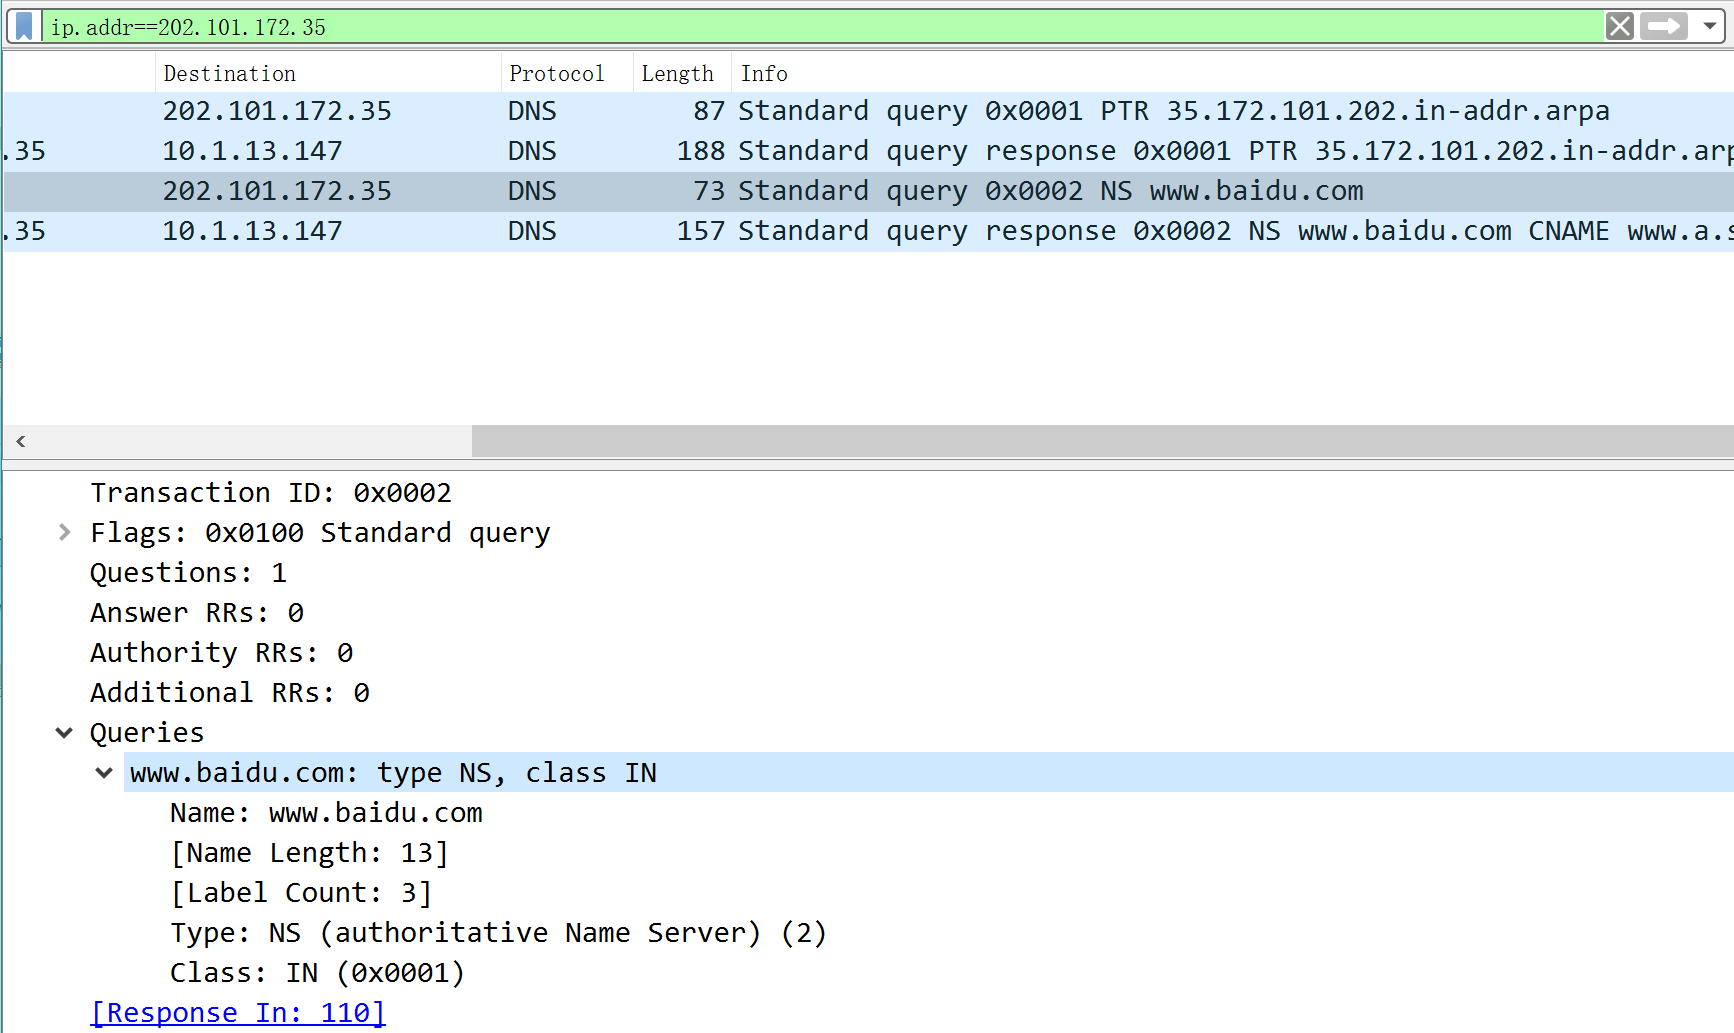 ip.addr==202.101.172.35
Destination Protocol Length Info
202.101.172.35 DNS 87 Standard query 0x0001 PTR 35.172.101.202.in-addr.arpa
.35 10.1.13.147 DNS 188 Standard query response 0x0001 PTR 35.172.101.202.in-addr.arp
202.101.172.35 DNS 73 Standard query 0x0002 NS www.baidu.com
.35 10.1.13.147 DNS 157 Standard query response 0x0002 NS www.baidu.com CNAME www.a.s
Transaction ID: 0x0002
Flags: 0x0100 Standard query
Questions: 1
Answer RRs: 0
Authority RRs: 0
Additional RRs: 0
Queries
www.baidu.com: type NS, class IN
Name: www.baidu.com
[Name Length: 13]
[Label Count: 3]
Type: NS (authoritative Name Server) (2)
Class: IN (0x0001)
[Response In: 110]